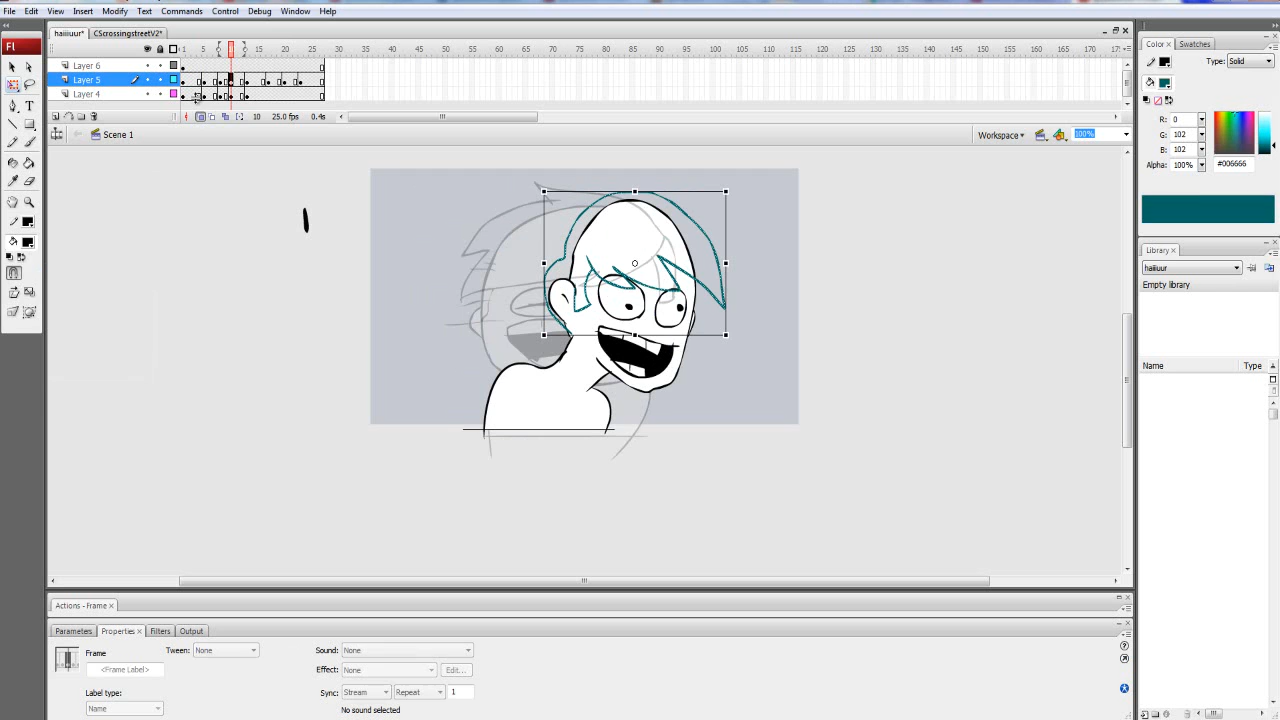 File Edit View Insert Modify Text Commands Control Debug Window Help
haiiiuur* CScrossingstreetV2*
Fl
1 5 15 20 25 30 35 40 45 50 55 60 65 70 75 80 85 90 95 100 105 110 115 120 125 130 135 140 145 150 155 160 165 170 175
Layer 6
Layer 5
Layer 4
10 25.0 fps 0.4s
Scene 1
Workspace 100%
Color Swatches
Type: Solid
R: 0
G: 102
B: 102
Alpha: 100% #006666
Library
haiiiuur
Empty library
Name Type
Actions - Frame
Parameters Properties Filters Output
Frame
<Frame Label>
Label type:
Name
Tween: None
Sound: None
Effect: None Edit...
Sync: Stream Repeat 1
No sound selected